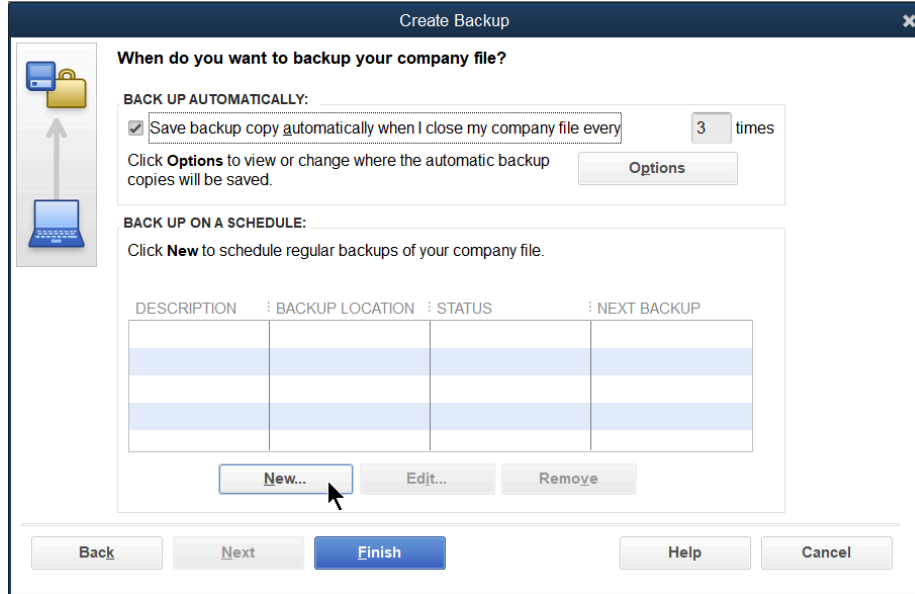 Create Backup
When do you want to backup your company file?
BACK UP AUTOMATICALLY:
Save backup copy automatically when I close my company file every 3 times
Click Options to view or change where the automatic backup
copies will be saved.
Options
BACK UP ON A SCHEDULE:
Click New to schedule regular backups of your company file.
DESCRIPTION BACKUP LOCATION STATUS NEXT BACKUP
New... Edit... Remove
Back Next Finish Help Cancel